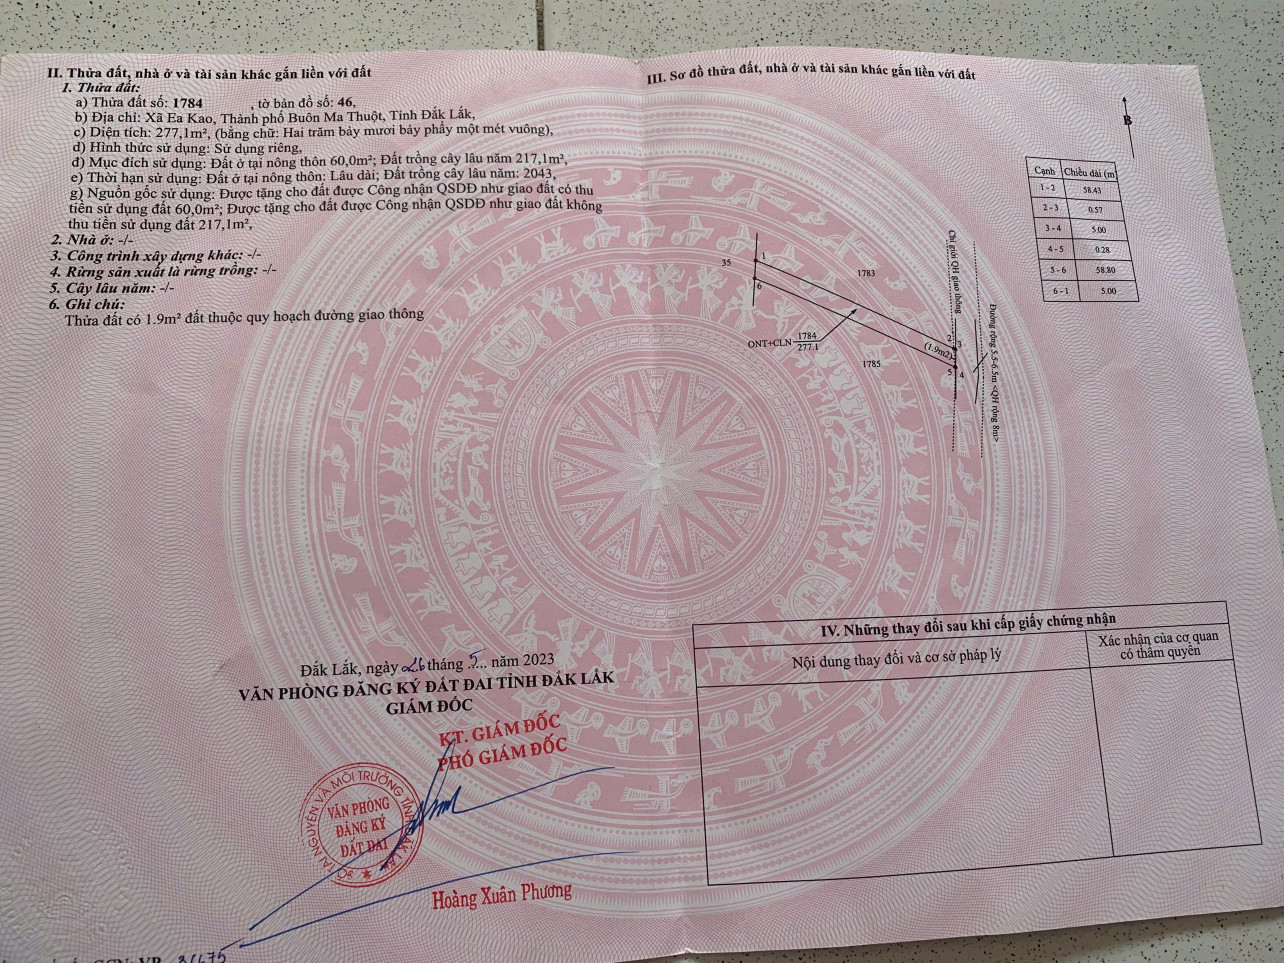 II. Thửa đất, nhà ở và tài sản khác gắn liền với đất
1. Thửa đất:
a) Thửa đất số: 1784 , tờ bản đồ số: 46,
b) Địa chỉ: Xã Ea Kao, Thành phố Buôn Ma Thuột, Tỉnh Đắk Lắk,
c) Diện tích: 277,1m², (bằng chữ: Hai trăm bảy mươi bảy phẩy một mét vuông),
d) Hình thức sử dụng: Sử dụng riêng,
đ) Mục đích sử dụng: Đất ở tại nông thôn 60,0m²; Đất trồng cây lâu năm 217,1m²,
e) Thời hạn sử dụng: Đất ở tại nông thôn: Lâu dài; Đất trồng cây lâu năm: 2043,
g) Nguồn gốc sử dụng: Được tặng cho đất được Công nhận QSDĐ như giao đất có thu
tiền sử dụng đất 60,0m²; Được tặng cho đất được Công nhận QSDĐ như giao đất không
thu tiền sử dụng đất 217,1m²,
2. Nhà ở: -/-
3. Công trình xây dựng khác: -/-
4. Rừng sản xuất là rừng trồng: -/-
5. Cây lâu năm: -/-
6. Ghi chú:
Thửa đất có 1.9m² đất thuộc quy hoạch đường giao thông
Đắk Lắk, ngày 26 tháng 5 năm 2023
VĂN PHÒNG ĐĂNG KÝ ĐẤT ĐAI TỈNH ĐẮK LẮK
GIÁM ĐỐC
KT. GIÁM ĐỐC
PHÓ GIÁM ĐỐC
SỞ TÀI NGUYÊN VÀ MÔI TRƯỜNG TỈNH ĐẮK LẮK
VĂN PHÒNG
ĐĂNG KÝ
ĐẤT ĐAI
Hoàng Xuân Phương
III. Sơ đồ thửa đất, nhà ở và tài sản khác gắn liền với đất
B
Cạnh Chiều dài (m)
1-2 58.43
2-3 0.57
3-4 5.00
4-5 0.28
5-6 58.80
6-1 5.00
35
1
6
1783
ONT+CLN 1784
277.1
1785
2
3
(1.9m2)
5
4
Chỉ giới QH giao thông
Đường rộng 5.5-6.5m <QH rộng 8m>
IV. Những thay đổi sau khi cấp giấy chứng nhận
Nội dung thay đổi và cơ sở pháp lý
Xác nhận của cơ quan
có thẩm quyền